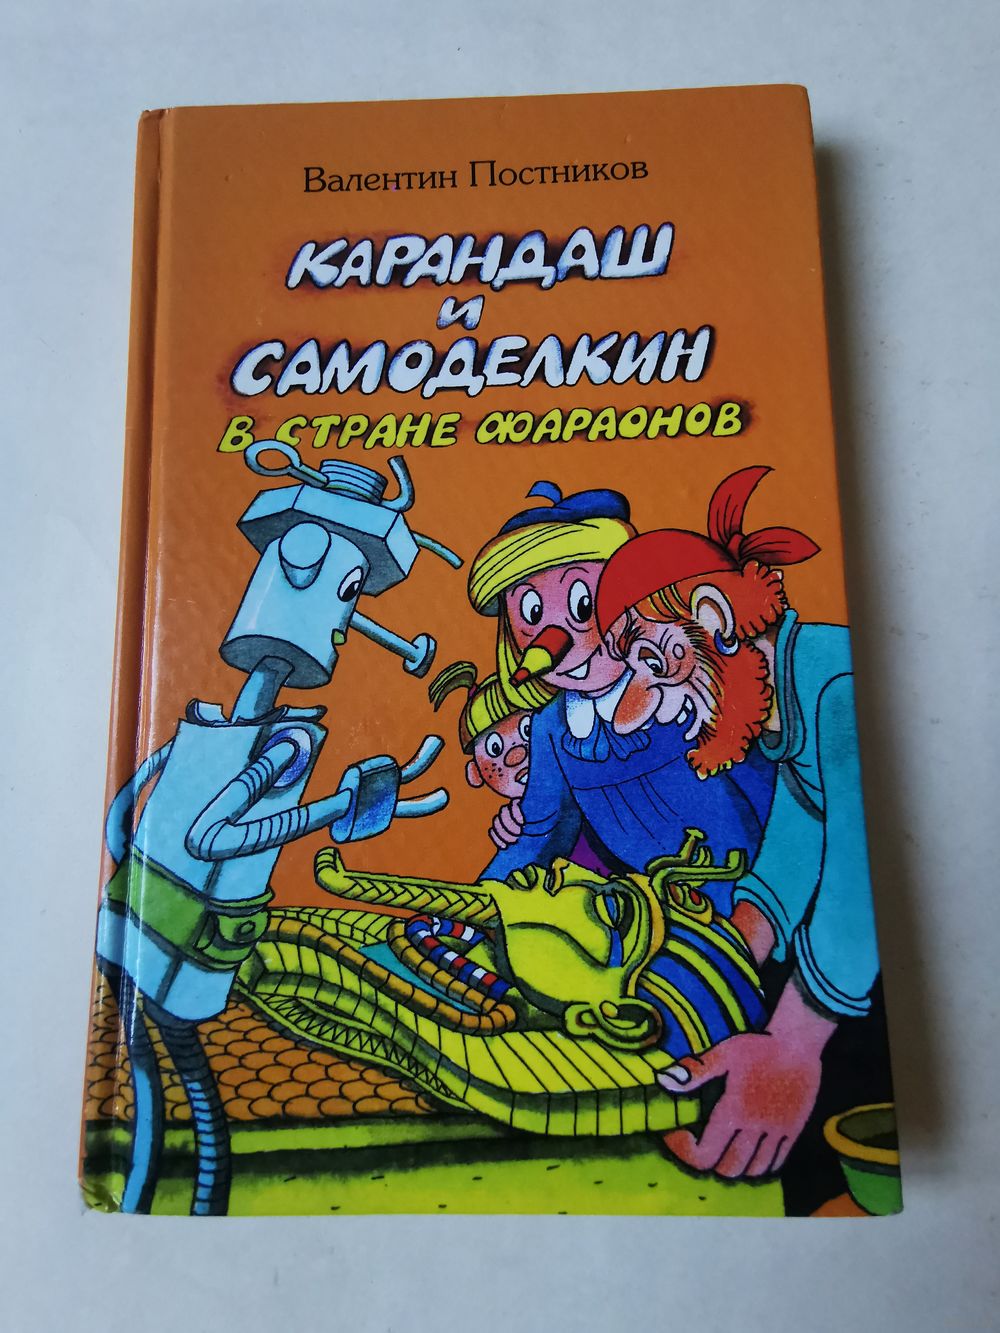 Валентин Постников
КАРАНДАШ
И
САМОДЕЛКИН
В СТРАНЕ ФАРАОНОВ